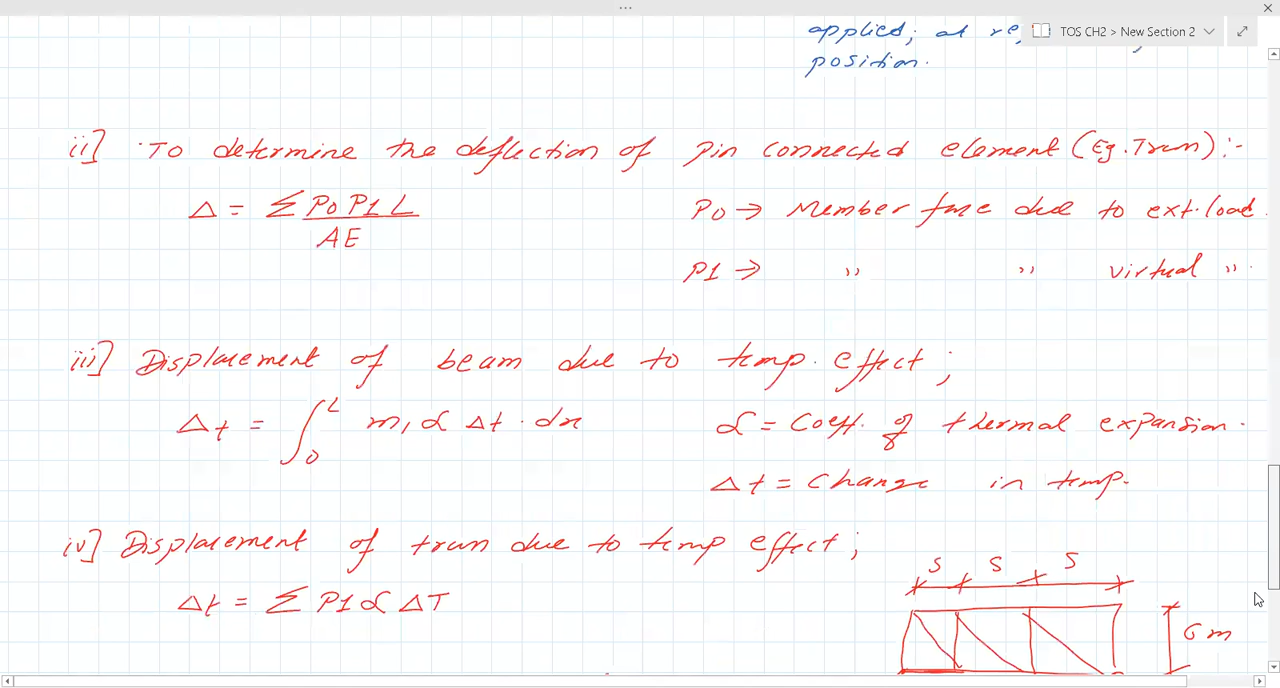 applied; at
TOS CH2 > New Section 2
position.
ii] To determine the deflection of pin connected element (Eg. Truss) :-
Δ = Σ P0 P1 L / AE
P0 → Member force due to ext. load.
P1 → " " virtual " .
iii] Displacement of beam due to temp. effect ;
Δt = ∫0L m1 α Δt . dx
α = Coeff. of thermal expansion.
Δt = Change in temp.
iv] Displacement of truss due to temp effect ;
5 5 5
Δt = Σ P1 α ΔT
6 m